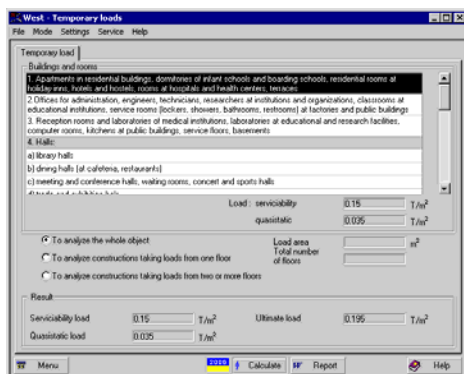 West - Temporary loads
File Mode Settings Service Help
Temporay load
Buildings and rooms
1. Apartments in residential buildings, dormitories of infant schools and boarding schools, residential rooms at
holiday-inns, hotels and hostels, rooms at hospitals and health centers, terraces
2.Offices for administration, engineers, technicians, researchers at institutions and organizations, classrooms at
educational institutions, service rooms (lockers, showers, bathrooms, restrooms) at factories and public buildings
3. Reception rooms and laboratories of medical institutions, laboratories at educational and research facilities,
computer rooms, kitchens at public buildings, service floors, basements
4. Halls:
a) library halls
b) dining halls (at cafeteria, restaurants)
c) meeting and conference halls, waiting rooms, concert and sports halls
d) trade and exhibition halls
Load : serviciability 0.15 T/m²
quasistatic 0.035 T/m²
To analyze the whole object
To analyze constructions taking loads from one floor
To analyze constructions taking loads from two or more floors
Load area m²
Total number
of floors
Result
Serviciability load 0.15 T/m² Ultimate load 0.195 T/m²
Quasistatic load 0.035 T/m²
Menu Calculate Report Help